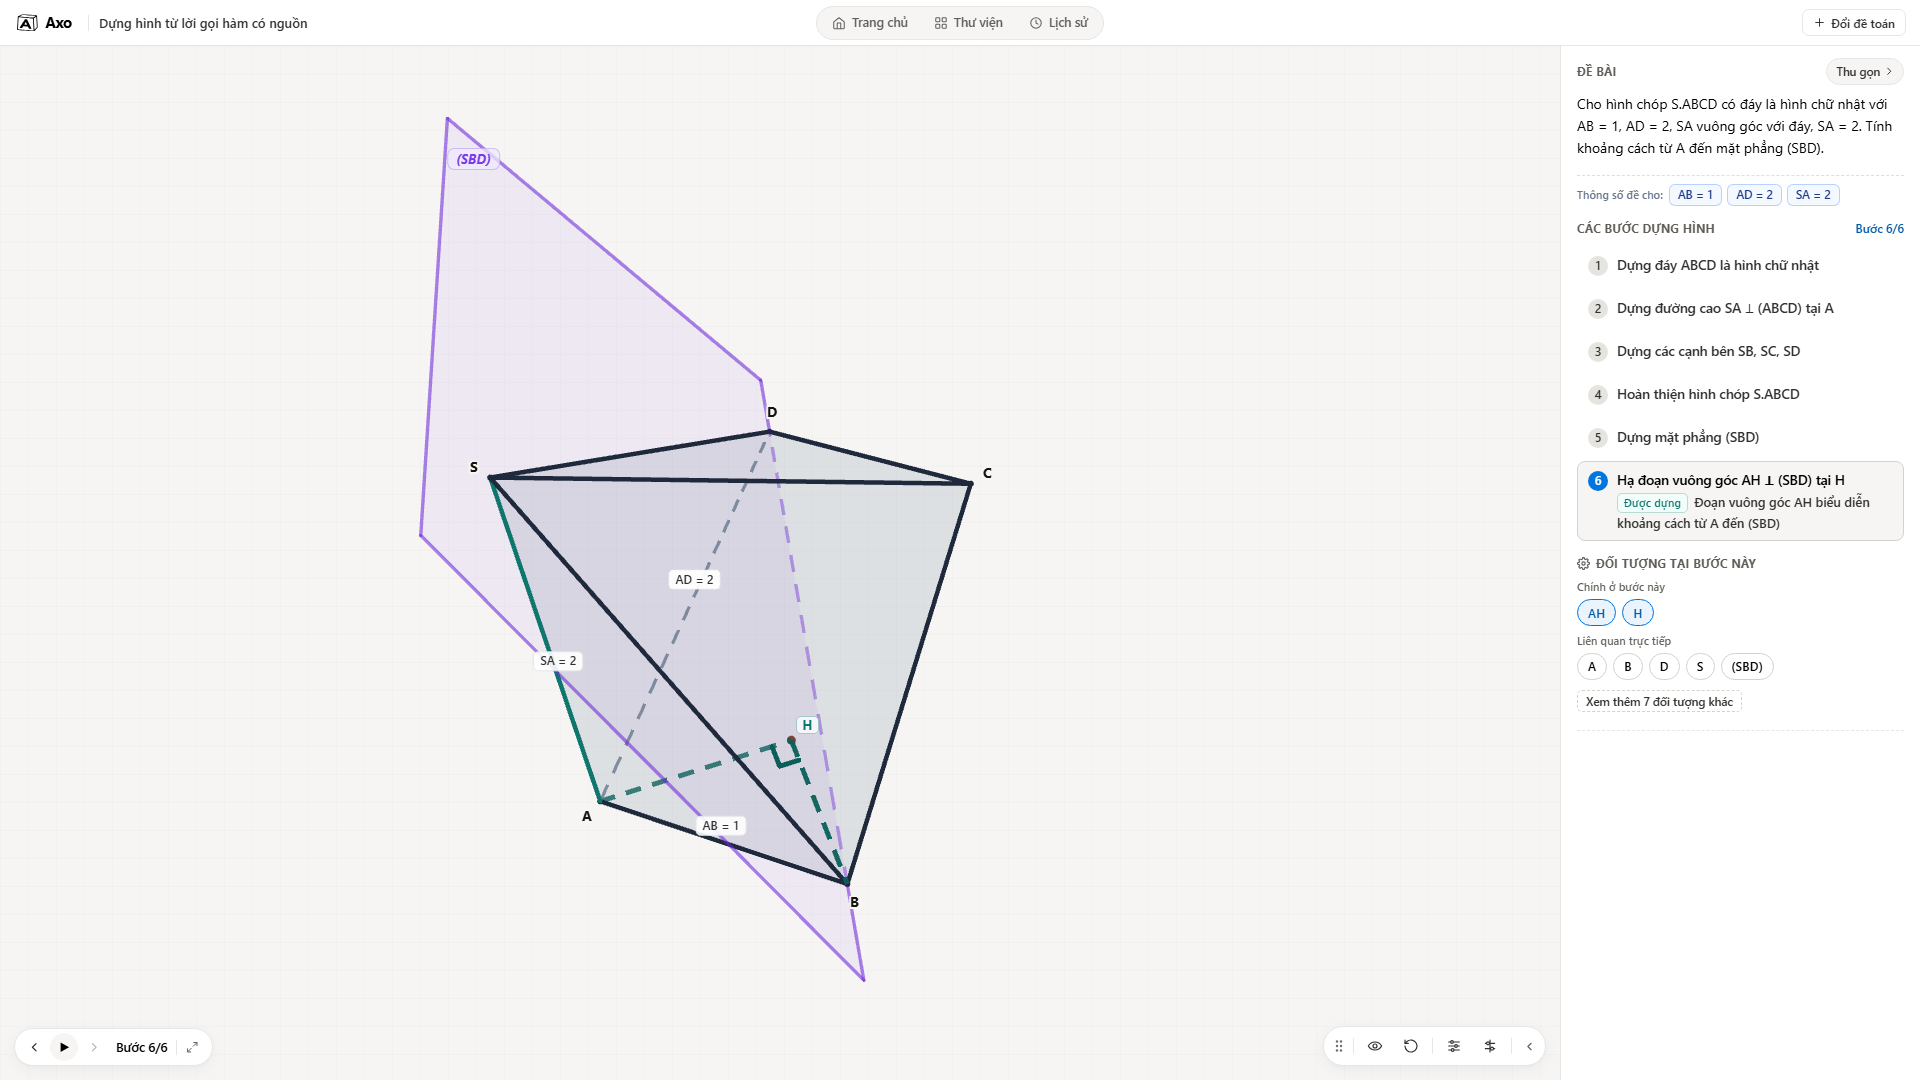 Axo
Dựng hình từ lời gọi hàm có nguồn
Trang chủ
Thư viện
Lịch sử
Đổi đề toán
(SBD)
D
S
C
AD = 2
SA = 2
H
A
AB = 1
B
Bước 6/6
ĐỀ BÀI
Thu gọn
Cho hình chóp S.ABCD có đáy là hình chữ nhật với
AB = 1, AD = 2, SA vuông góc với đáy, SA = 2. Tính
khoảng cách từ A đến mặt phẳng (SBD).
Thông số đề cho: AB = 1 AD = 2 SA = 2
CÁC BƯỚC DỰNG HÌNH
Bước 6/6
1 Dựng đáy ABCD là hình chữ nhật
2 Dựng đường cao SA ⊥ (ABCD) tại A
3 Dựng các cạnh bên SB, SC, SD
4 Hoàn thiện hình chóp S.ABCD
5 Dựng mặt phẳng (SBD)
6 Hạ đoạn vuông góc AH ⊥ (SBD) tại H
Được dựng Đoạn vuông góc AH biểu diễn
khoảng cách từ A đến (SBD)
ĐỐI TƯỢNG TẠI BƯỚC NÀY
Chính ở bước này
AH H
Liên quan trực tiếp
A B D S (SBD)
Xem thêm 7 đối tượng khác